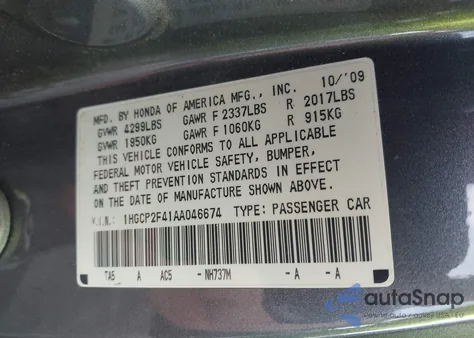 MFD. BY HONDA OF AMERICA MFG., INC. 10/'09
GVWR 4299LBS GAWR F 2337LBS R 2017LBS
GVWR 1950KG GAWR F 1060KG R 915KG
THIS VEHICLE CONFORMS TO ALL APPLICABLE
FEDERAL MOTOR VEHICLE SAFETY, BUMPER,
AND THEFT PREVENTION STANDARDS IN EFFECT
ON THE DATE OF MANUFACTURE SHOWN ABOVE.
V.I.N.: 1HGCP2F41AA046674 TYPE: PASSENGER CAR
TA5 A AC5 - NH737M - A - A
autoSnap